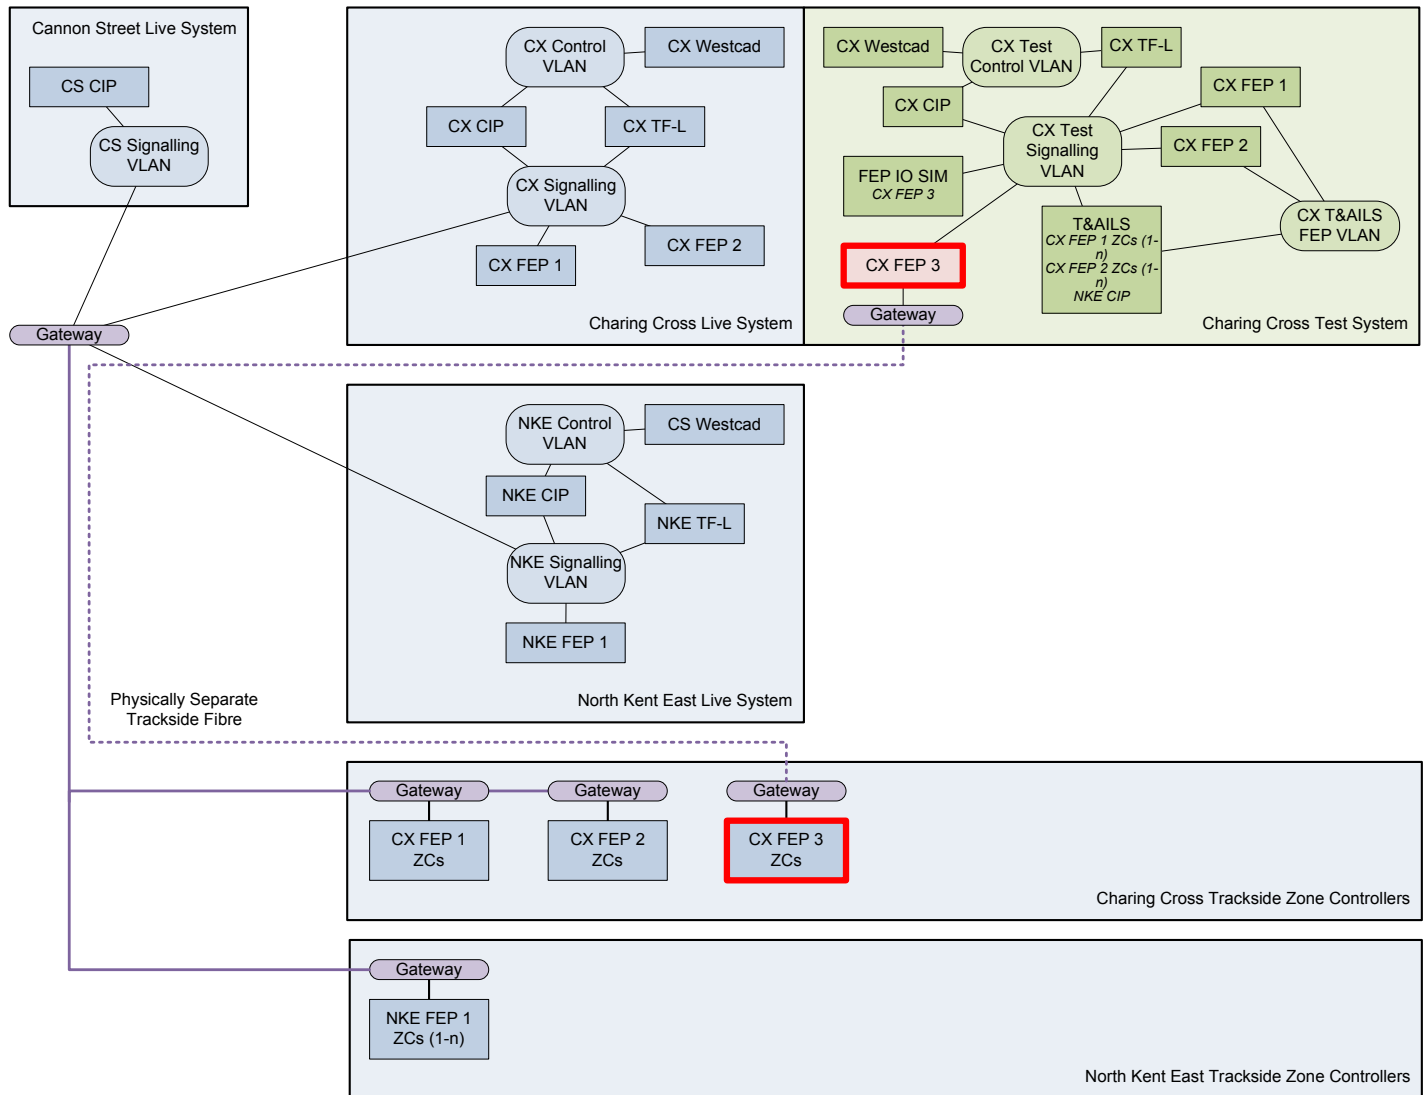 Cannon Street Live System
CS CIP
CS Signalling
VLAN
CX Control
VLAN
CX Westcad
CX CIP
CX TF-L
CX Signalling
VLAN
CX FEP 1
CX FEP 2
Charing Cross Live System
CX Westcad
CX Test
Control VLAN
CX TF-L
CX CIP
CX FEP 1
CX Test
Signalling
VLAN
CX FEP 2
FEP IO SIM
CX FEP 3
T&AILS
CX FEP 1 ZCs (1-
n)
CX FEP 2 ZCs (1-
n)
NKE CIP
CX T&AILS
FEP VLAN
CX FEP 3
Gateway
Charing Cross Test System
Gateway
NKE Control
VLAN
CS Westcad
NKE CIP
NKE TF-L
NKE Signalling
VLAN
NKE FEP 1
North Kent East Live System
Physically Separate
Trackside Fibre
Gateway
Gateway
Gateway
CX FEP 1
ZCs
CX FEP 2
ZCs
CX FEP 3
ZCs
Charing Cross Trackside Zone Controllers
Gateway
NKE FEP 1
ZCs (1-n)
North Kent East Trackside Zone Controllers